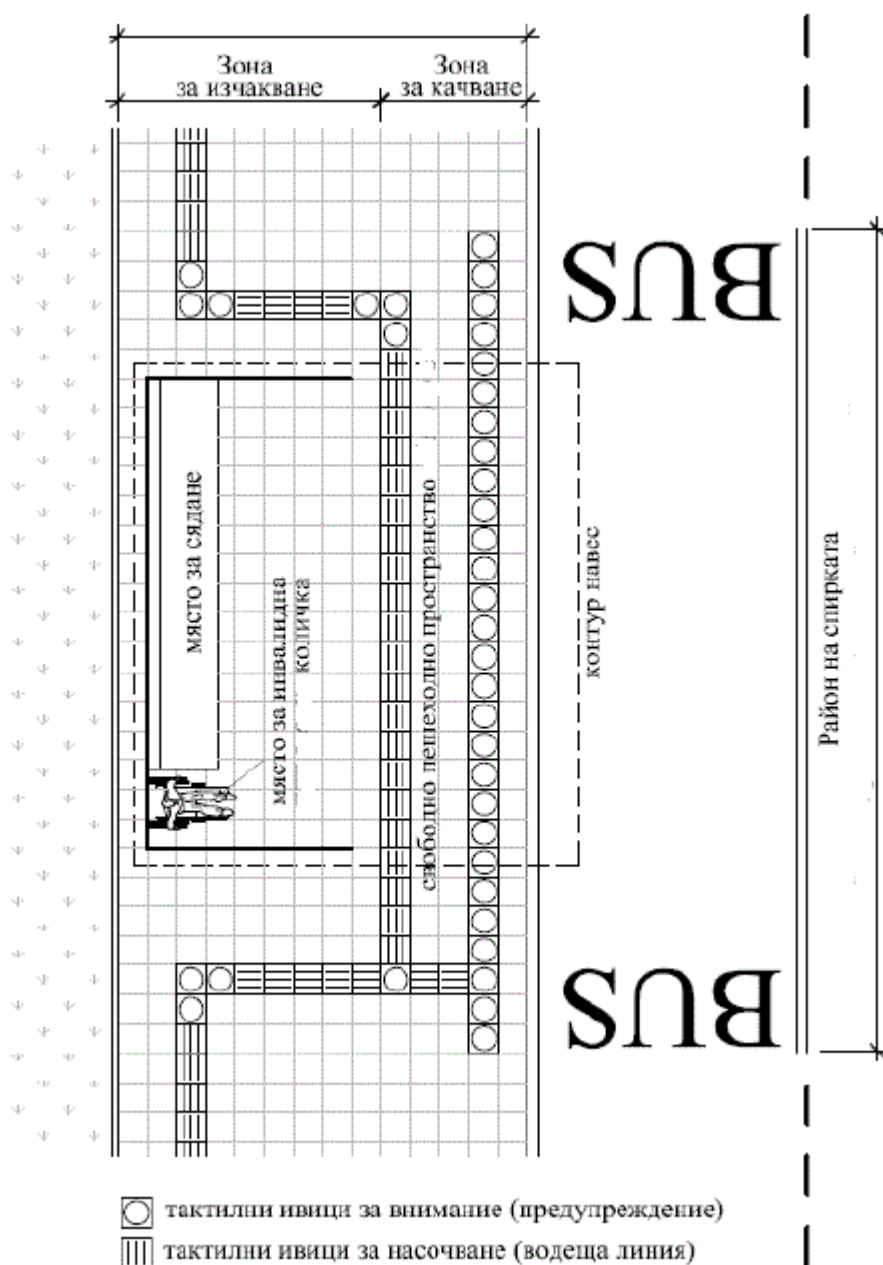 Зона
за изчакване
Зона
за качване
BUS
място за сядане
място за инвалидна
количка
свободно пешеходно пространство
контур навес
Район на спирката
BUS
тактилни ивици за внимание (предупреждение)
тактилни ивици за насочване (водеща линия)